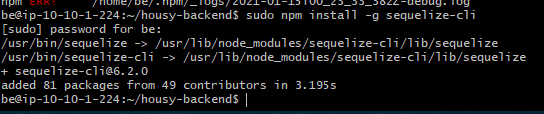 npm ERR!     /home/be/.npm/_logs/2021-01-15T00_23_33_382Z-debug.log
be@ip-10-10-1-224:~/housy-backend$ sudo npm install -g sequelize-cli
[sudo] password for be:
/usr/bin/sequelize -> /usr/lib/node_modules/sequelize-cli/lib/sequelize
/usr/bin/sequelize-cli -> /usr/lib/node_modules/sequelize-cli/lib/sequelize
+ sequelize-cli@6.2.0
added 81 packages from 49 contributors in 3.195s
be@ip-10-10-1-224:~/housy-backend$